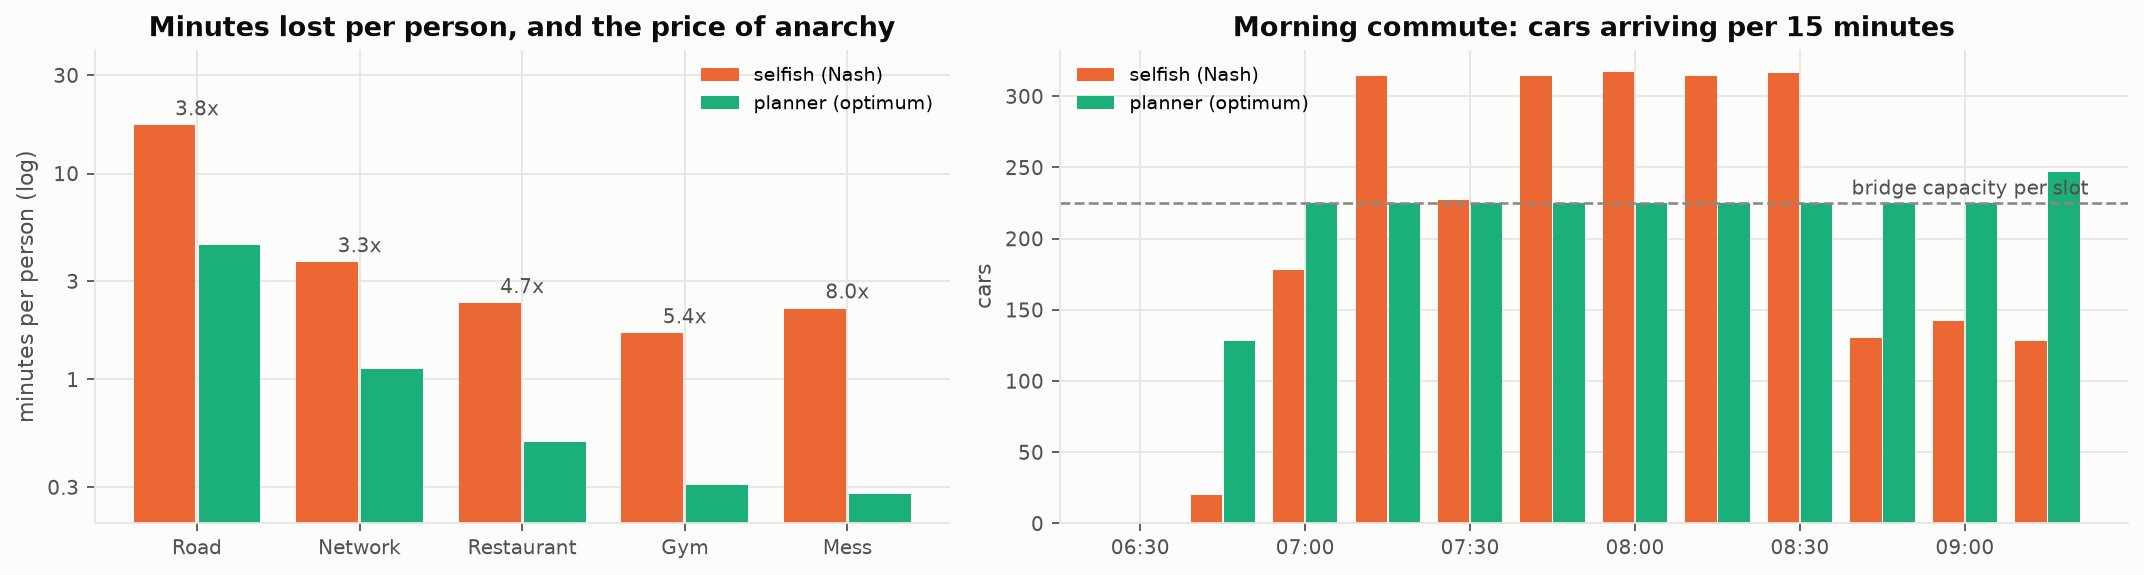 Minutes lost per person, and the price of anarchy
minutes per person (log)
30
10
3
1
0.3
selfish (Nash)
planner (optimum)
3.8x
3.3x
4.7x
5.4x
8.0x
Road
Network
Restaurant
Gym
Mess
Morning commute: cars arriving per 15 minutes
cars
300
250
200
150
100
50
0
selfish (Nash)
planner (optimum)
bridge capacity per slot
06:30
07:00
07:30
08:00
08:30
09:00